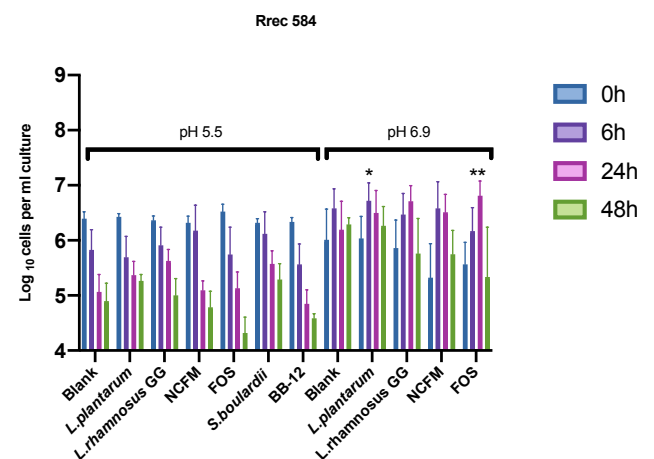 Rrec 584
Log 10 cells per ml culture
9
8
7
6
5
4
pH 5.5
pH 6.9
*
**
0h
6h
24h
48h
Blank
L.plantarum
L.rhamnosus GG
NCFM
FOS
S.boulardii
BB-12
Blank
L.plantarum
L.rhamnosus GG
NCFM
FOS